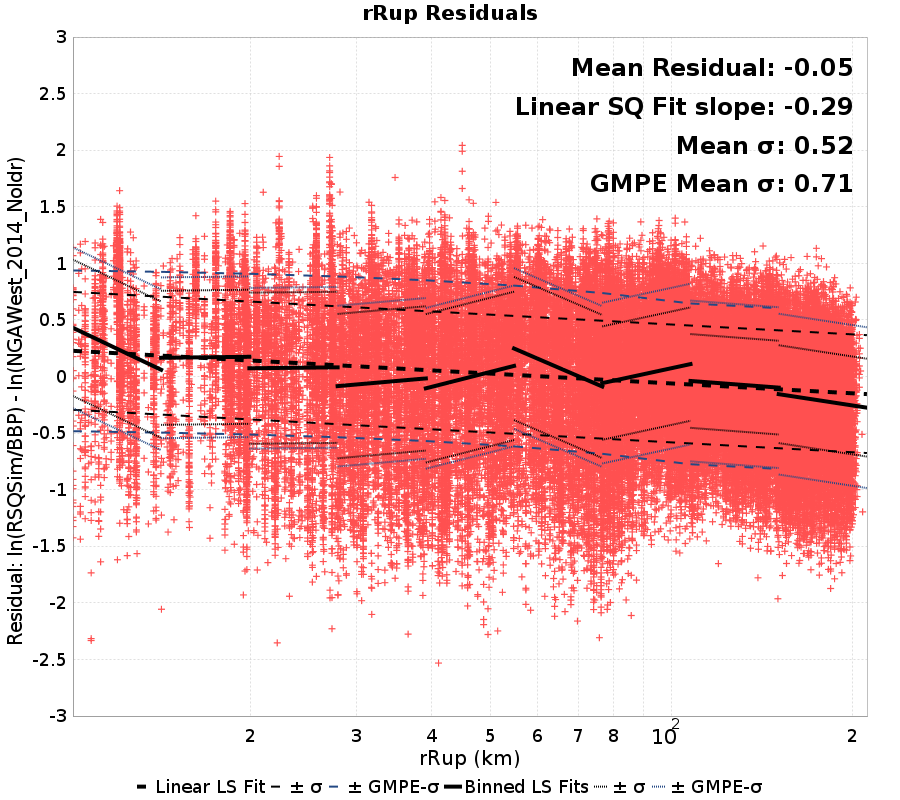 rRup Residuals
Mean Residual: -0.05
Linear SQ Fit slope: -0.29
Mean σ: 0.52
GMPE Mean σ: 0.71
Residual: ln(RSQSim/BBP) - ln(NGAWest_2014_NoIdr)
3
2.5
2
1.5
1
0.5
0
-0.5
-1
-1.5
-2
-2.5
-3
2 3 4 5 6 7 8 10² 2
rRup (km)
Linear LS Fit ± σ ± GMPE-σ Binned LS Fits ± σ ± GMPE-σ